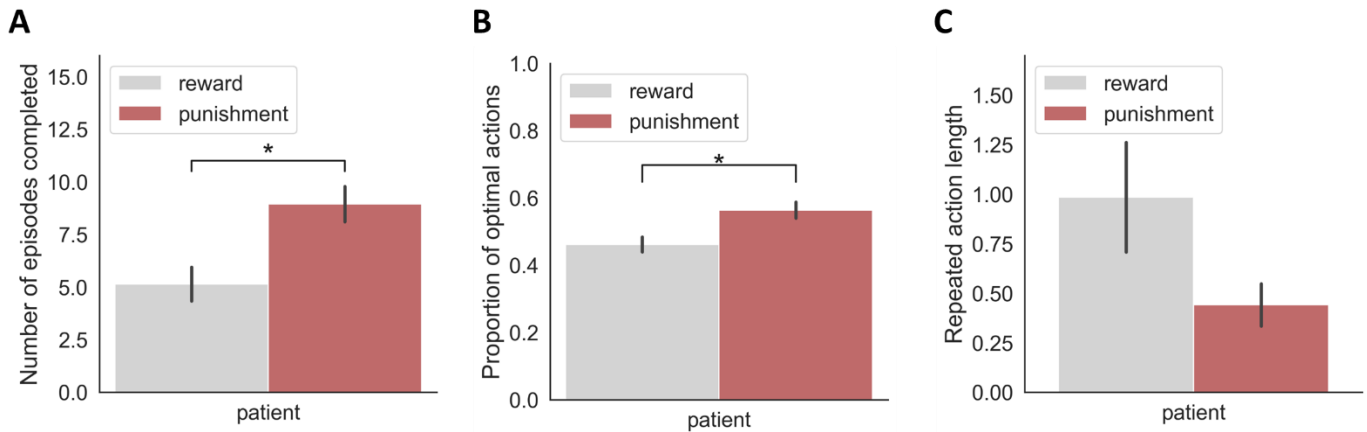 A
Number of episodes completed
15.0
12.5
10.0
7.5
5.0
2.5
0.0
reward
punishment
*
patient
B
Proportion of optimal actions
1.0
0.8
0.6
0.4
0.2
0.0
reward
punishment
*
patient
C
Repeated action length
1.50
1.25
1.00
0.75
0.50
0.25
0.00
reward
punishment
patient